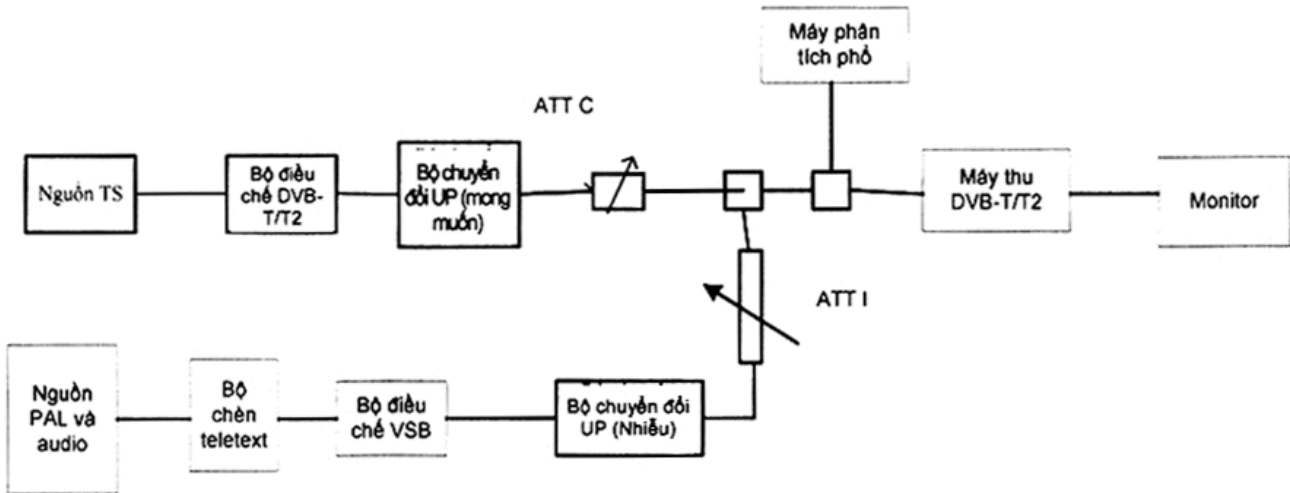 Máy phân
tích phổ
ATT C
Nguồn TS
Bộ điều
chế DVB-
T/T2
Bộ chuyển
đổi UP (mong
muốn)
Máy thu
DVB-T/T2
Monitor
ATT I
Nguồn
PAL và
audio
Bộ
chèn
teletext
Bộ điều
chế VSB
Bộ chuyển đổi
UP (Nhiễu)